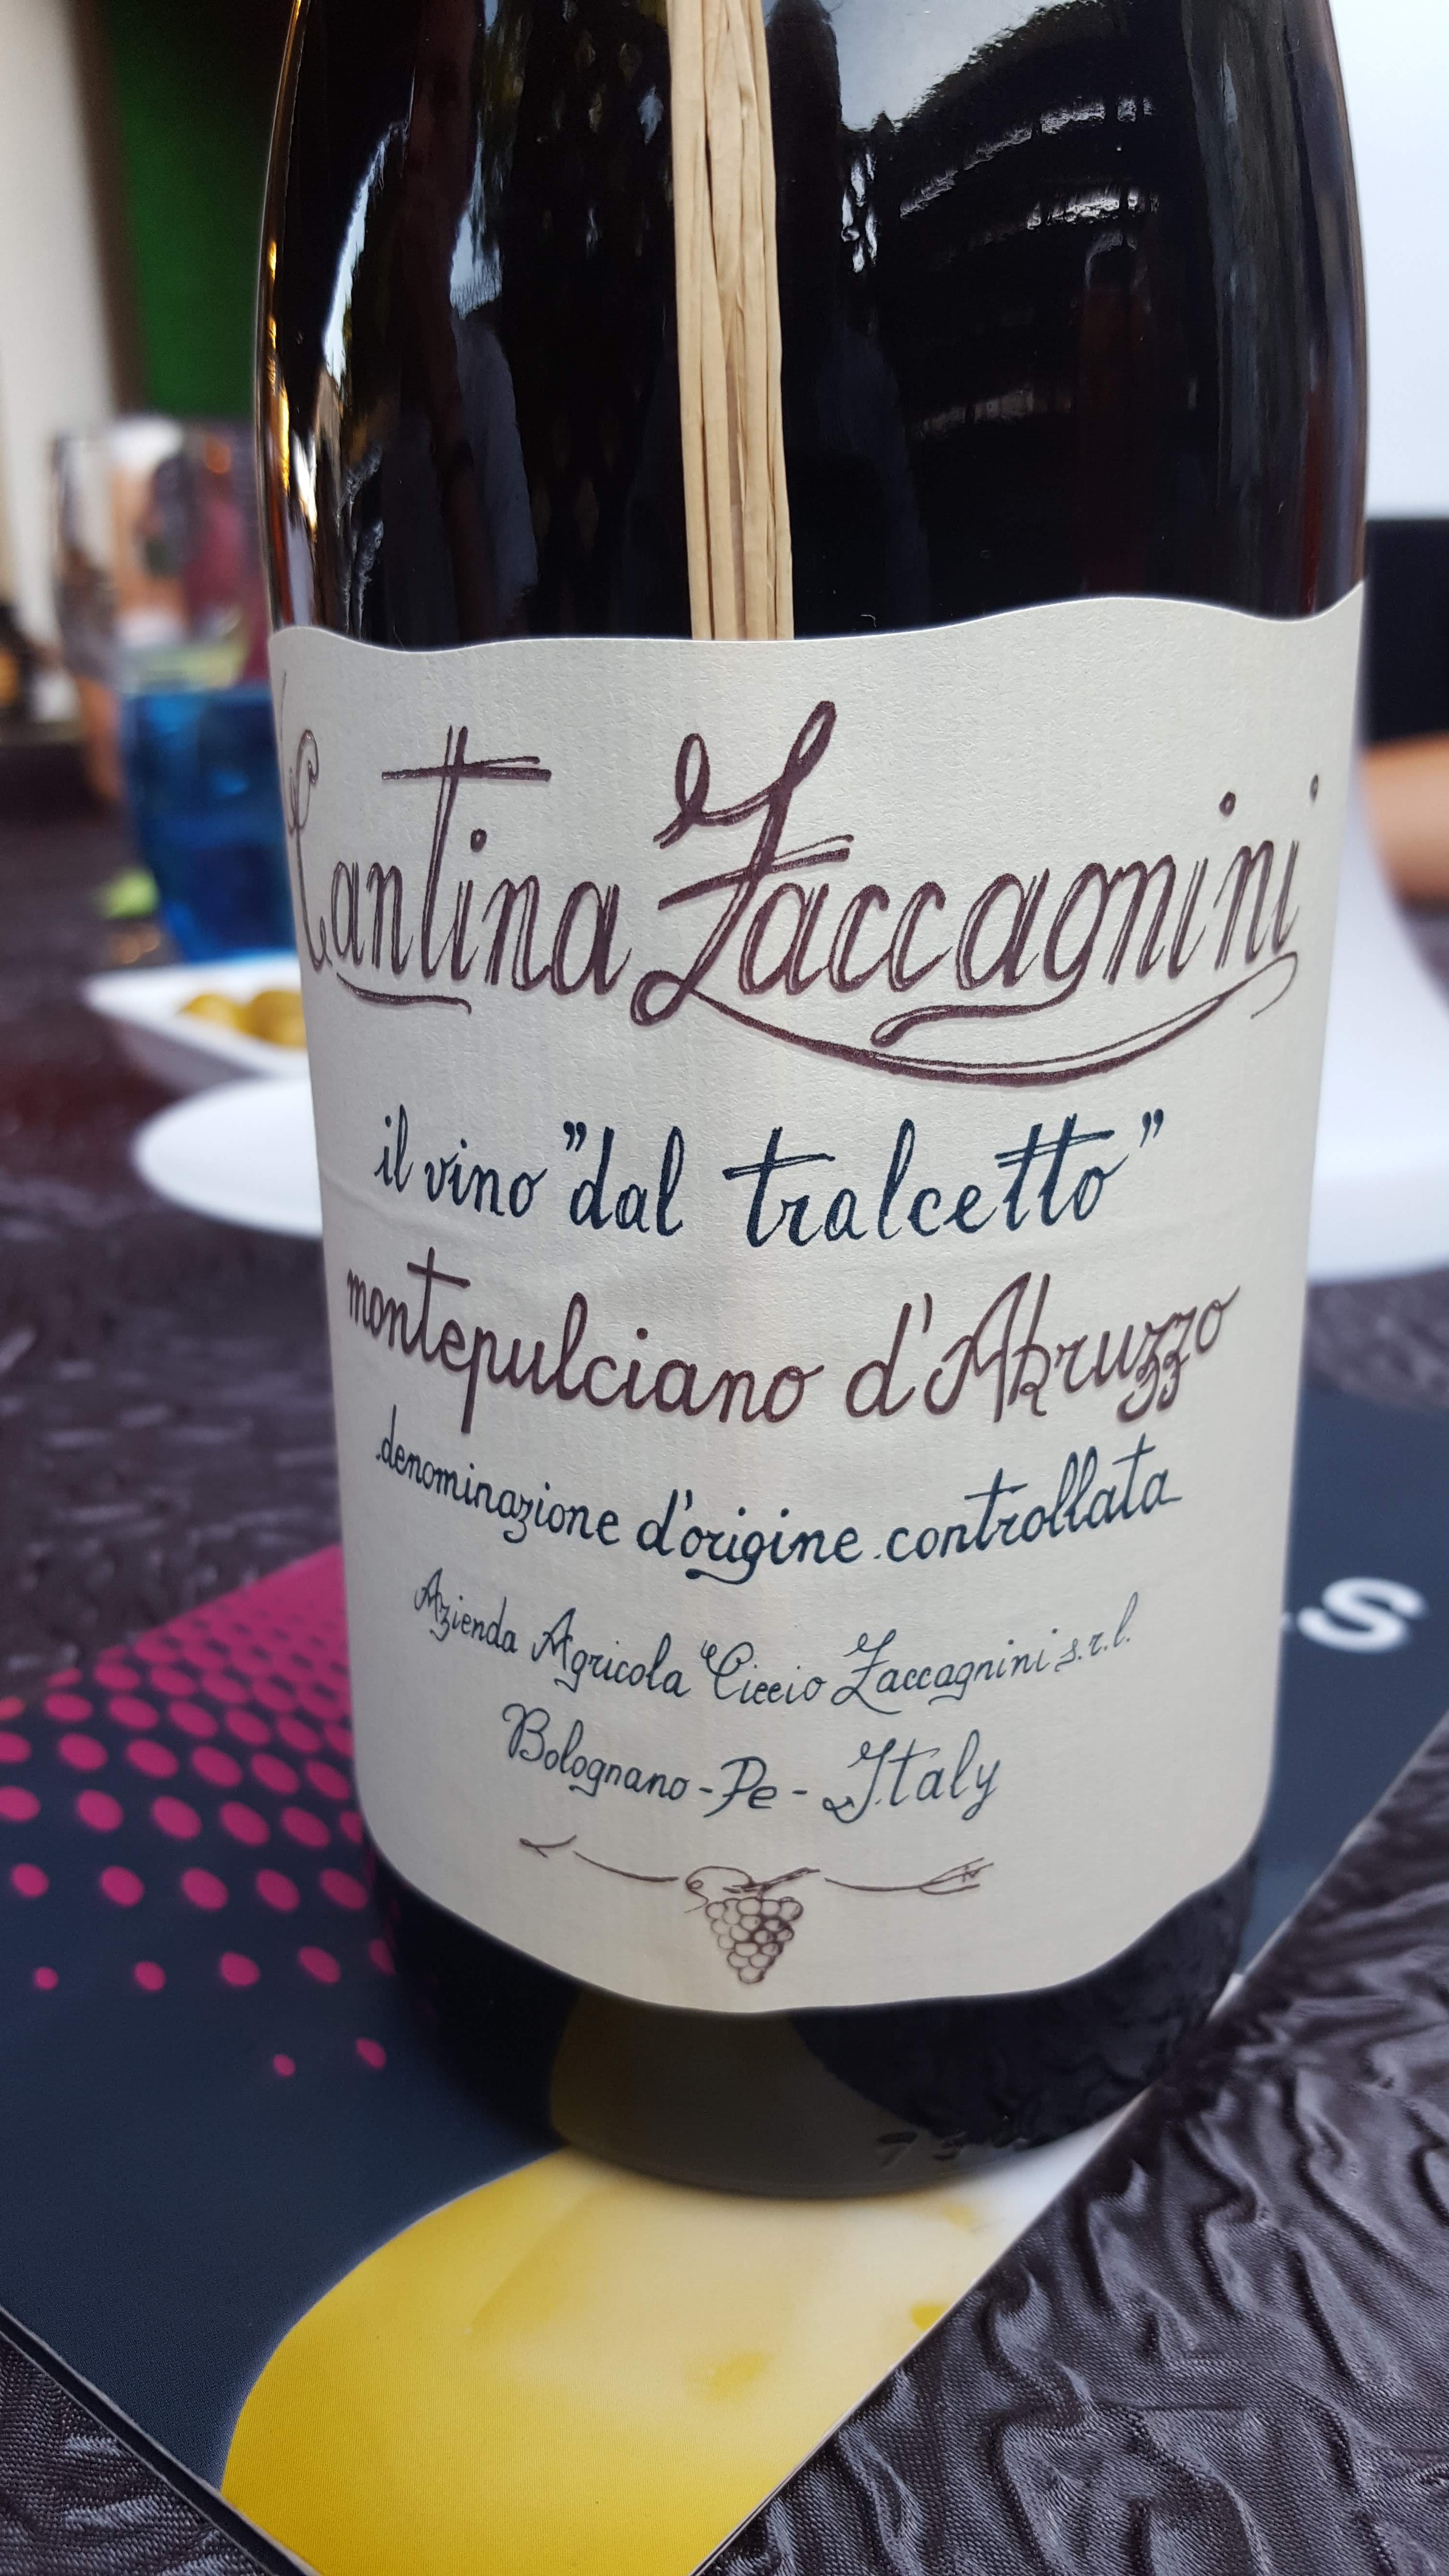 Cantina Zaccagnini
il vino "dal tralcetto"
montepulciano d'Abruzzo
denominazione d'origine controllata
Azienda Agricola Ciccio Zaccagnini s.r.l.
Bolognano - Pe - Italy